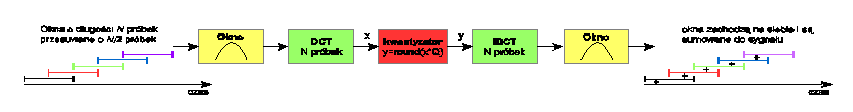 Okna o długości N próbek
przesuwane o N/2 próbek
czas
Okno
DCT
N próbek
x
kwantyzator
y=round(x*Q)
y
IDCT
N próbek
Okno
okna zachodzą na siebie i są
sumowane do sygnału
czas